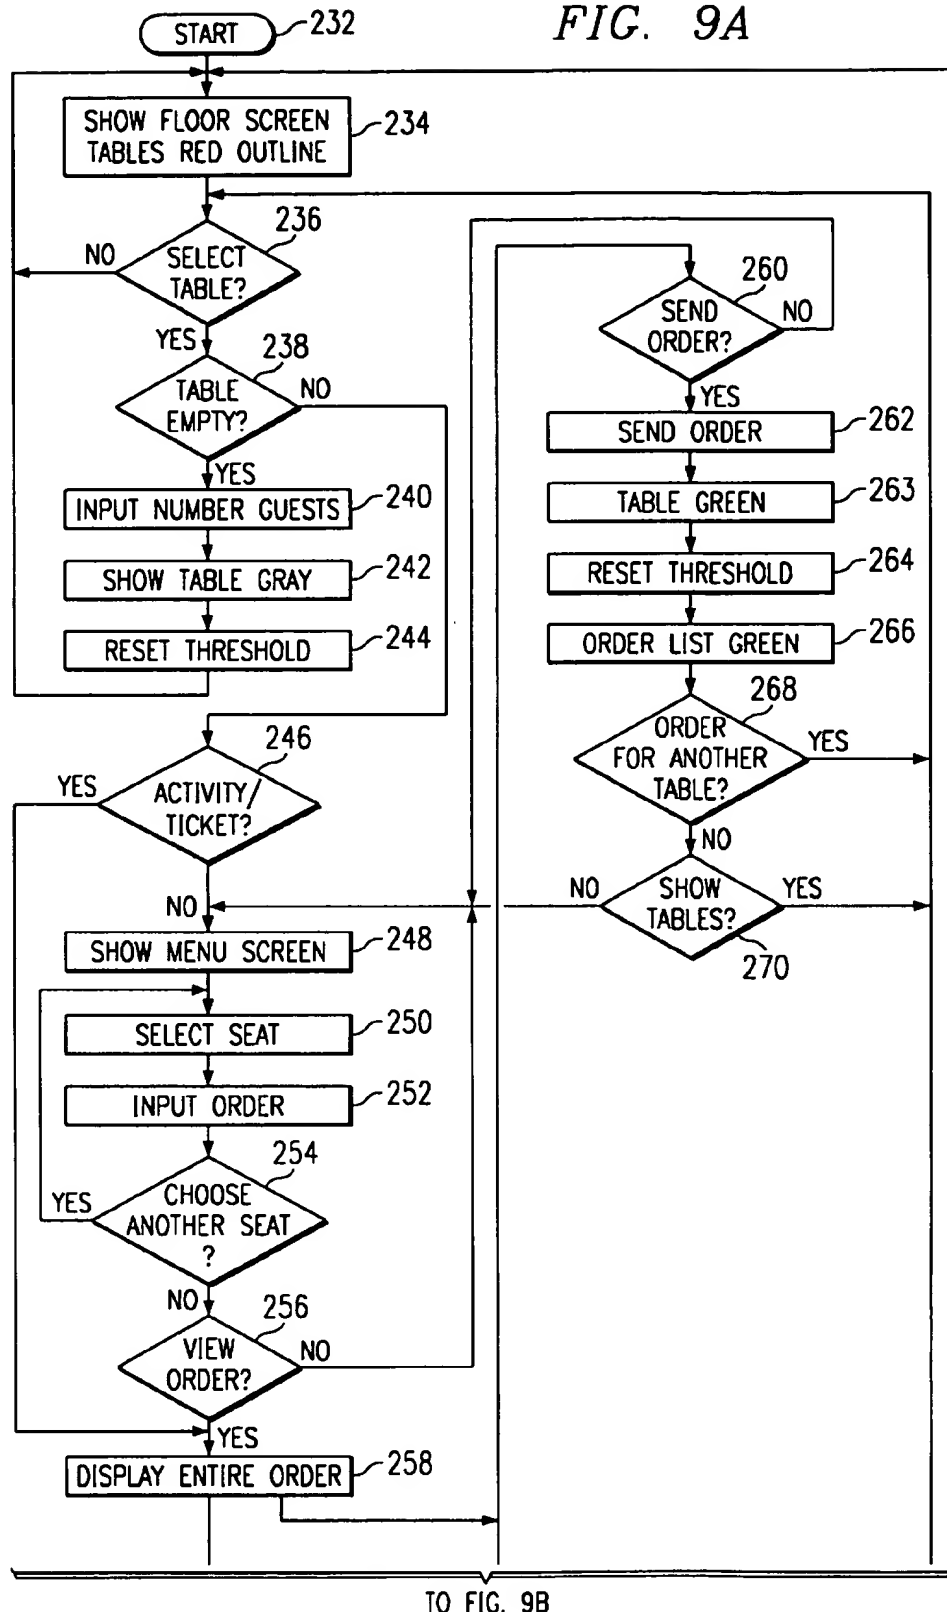 FIG. 9A
START
232
SHOW FLOOR SCREEN
TABLES RED OUTLINE
234
SELECT
TABLE?
236
NO
YES
TABLE
EMPTY?
238
NO
YES
INPUT NUMBER GUESTS
240
SHOW TABLE GRAY
242
RESET THRESHOLD
244
ACTIVITY/
TICKET?
246
YES
NO
SHOW MENU SCREEN
248
SELECT SEAT
250
INPUT ORDER
252
CHOOSE
ANOTHER SEAT
?
254
YES
NO
VIEW
ORDER?
256
NO
YES
DISPLAY ENTIRE ORDER
258
SEND
ORDER?
260
NO
YES
SEND ORDER
262
TABLE GREEN
263
RESET THRESHOLD
264
ORDER LIST GREEN
266
ORDER
FOR ANOTHER
TABLE?
268
YES
NO
SHOW
TABLES?
270
NO
YES
TO FIG. 9B